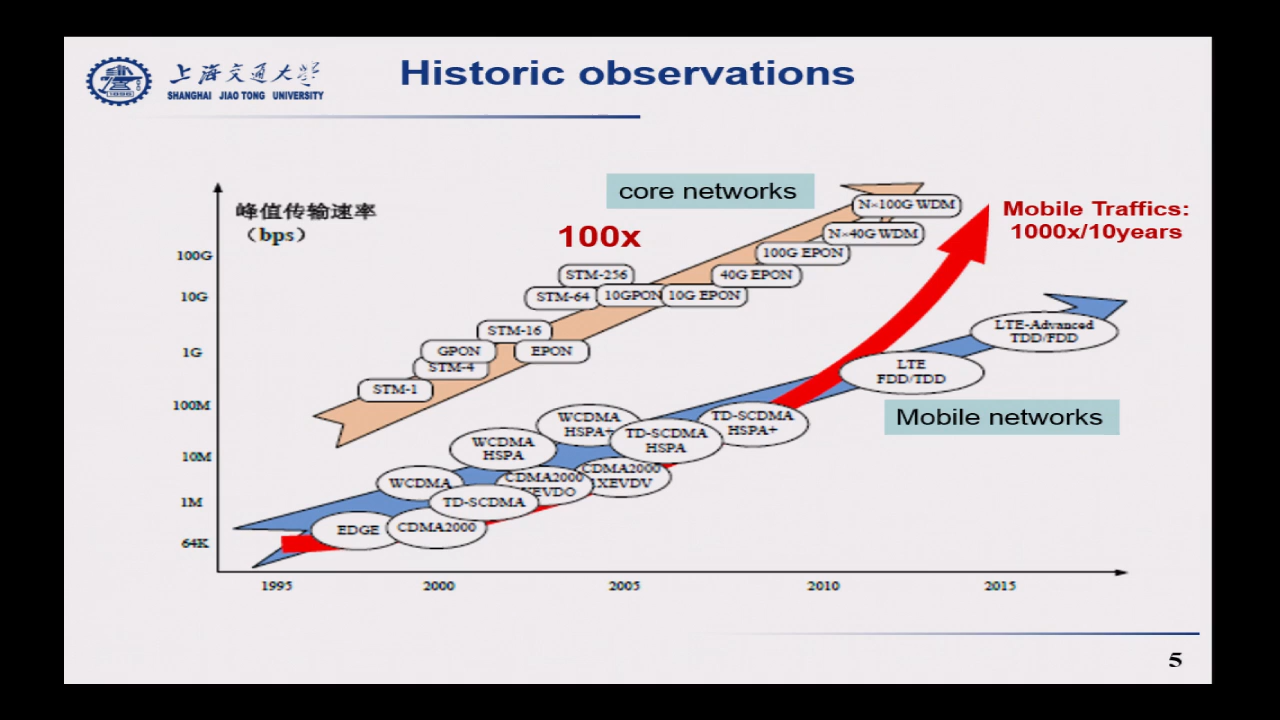 上海交通大学
SHANGHAI JIAO TONG UNIVERSITY
Historic observations
峰值传输速率
（bps）
core networks
100x
Mobile Traffics:
1000x/10years
Mobile networks
100G
10G
1G
100M
10M
1M
64K
N×100G WDM
N×40G WDM
100G EPON
40G EPON
10G EPON
10GPON
STM-256
STM-64
STM-16
EPON
GPON
STM-4
STM-1
LTE-Advanced
TDD/FDD
LTE
FDD/TDD
TD-SCDMA
HSPA+
WCDMA
HSPA+
TD-SCDMA
HSPA
WCDMA
HSPA
CDMA2000
1XEVDV
CDMA2000
XEVDO
WCDMA
TD-SCDMA
EDGE
CDMA2000
1995
2000
2005
2010
2015
5